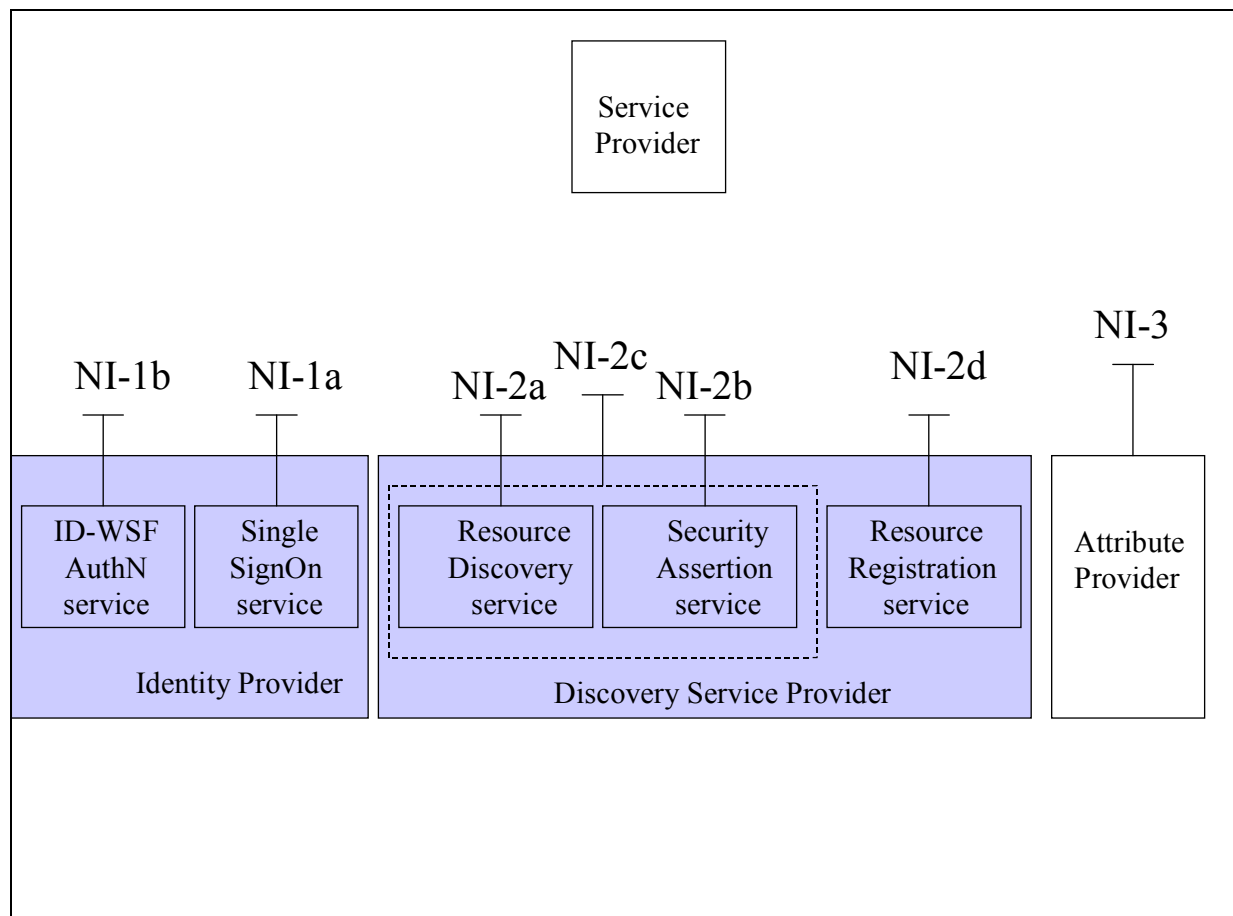 Service
Provider
NI-3
NI-2c
NI-1b
NI-1a
NI-2a
NI-2b
NI-2d
ID-WSF
AuthN
service
Single
SignOn
service
Resource
Discovery
service
Security
Assertion
service
Resource
Registration
service
Attribute
Provider
Identity Provider
Discovery Service Provider